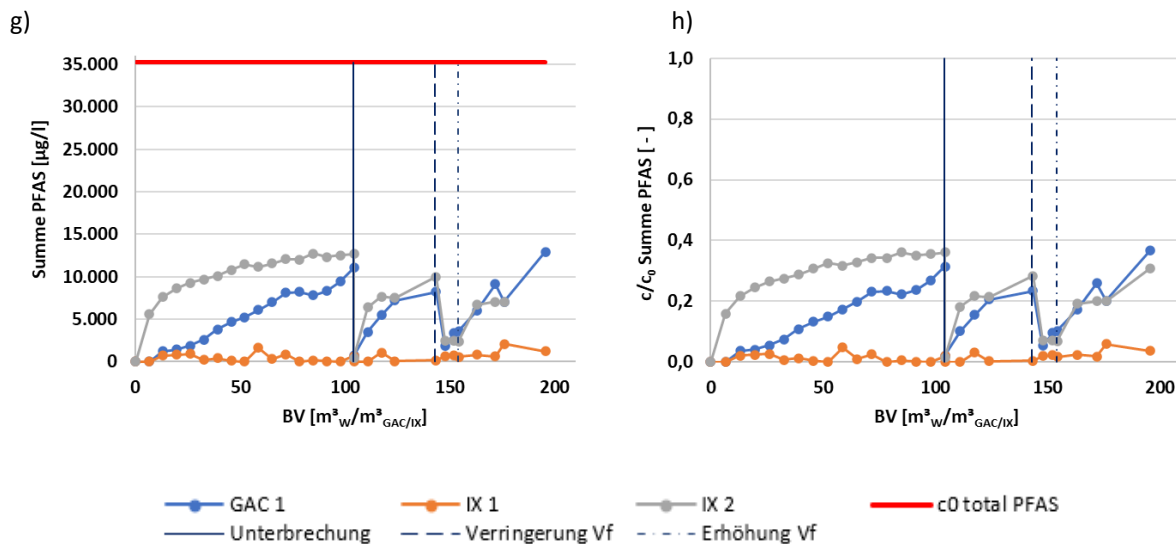 g)
35.000
30.000
25.000
20.000
15.000
10.000
5.000
0
Summe PFAS [µg/l]
0 50 100 150 200
BV [m³W/m³GAC/IX]
h)
1,0
0,8
0,6
0,4
0,2
0,0
c/c0 Summe PFAS [ - ]
0 50 100 150 200
BV [m³W/m³GAC/IX]
GAC 1 IX 1 IX 2 c0 total PFAS
Unterbrechung Verringerung Vf Erhöhung Vf